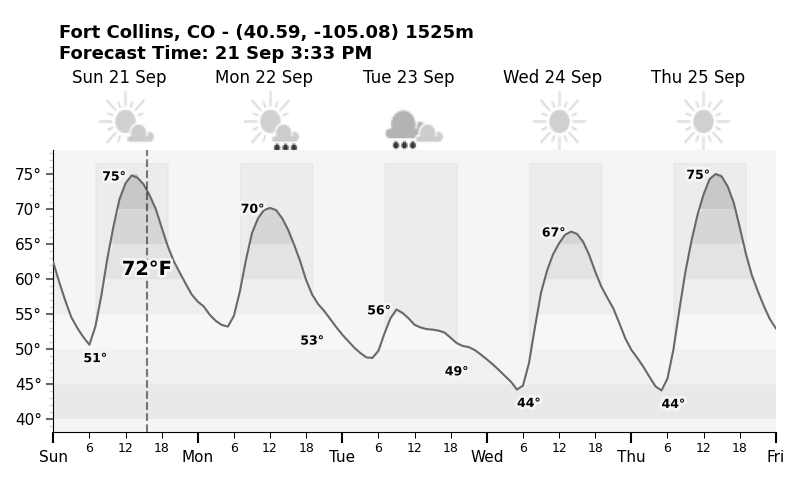 Fort Collins, CO - (40.59, -105.08) 1525m
Forecast Time: 21 Sep 3:33 PM
Sun 21 Sep Mon 22 Sep Tue 23 Sep Wed 24 Sep Thu 25 Sep
75° 75° 75°
70° 70°
65° 67°
60° 72°F
55° 56°
50° 51° 53°
45° 49°
40° 44° 44°
6 12 18 6 12 18 6 12 18 6 12 18 6 12 18
Sun Mon Tue Wed Thu Fri